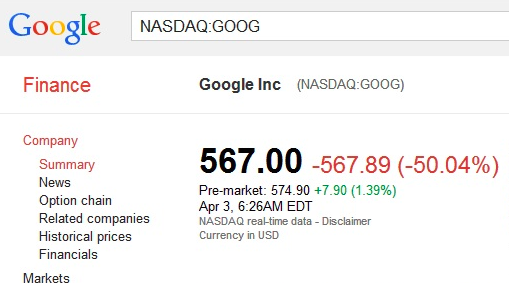 Google NASDAQ:GOOG
Finance Google Inc (NASDAQ:GOOG)
Company
Summary
News
Option chain
Related companies
Historical prices
Financials
Markets
567.00 -567.89 (-50.04%)
Pre-market: 574.90 +7.90 (1.39%)
Apr 3, 6:26AM EDT
NASDAQ real-time data - Disclaimer
Currency in USD